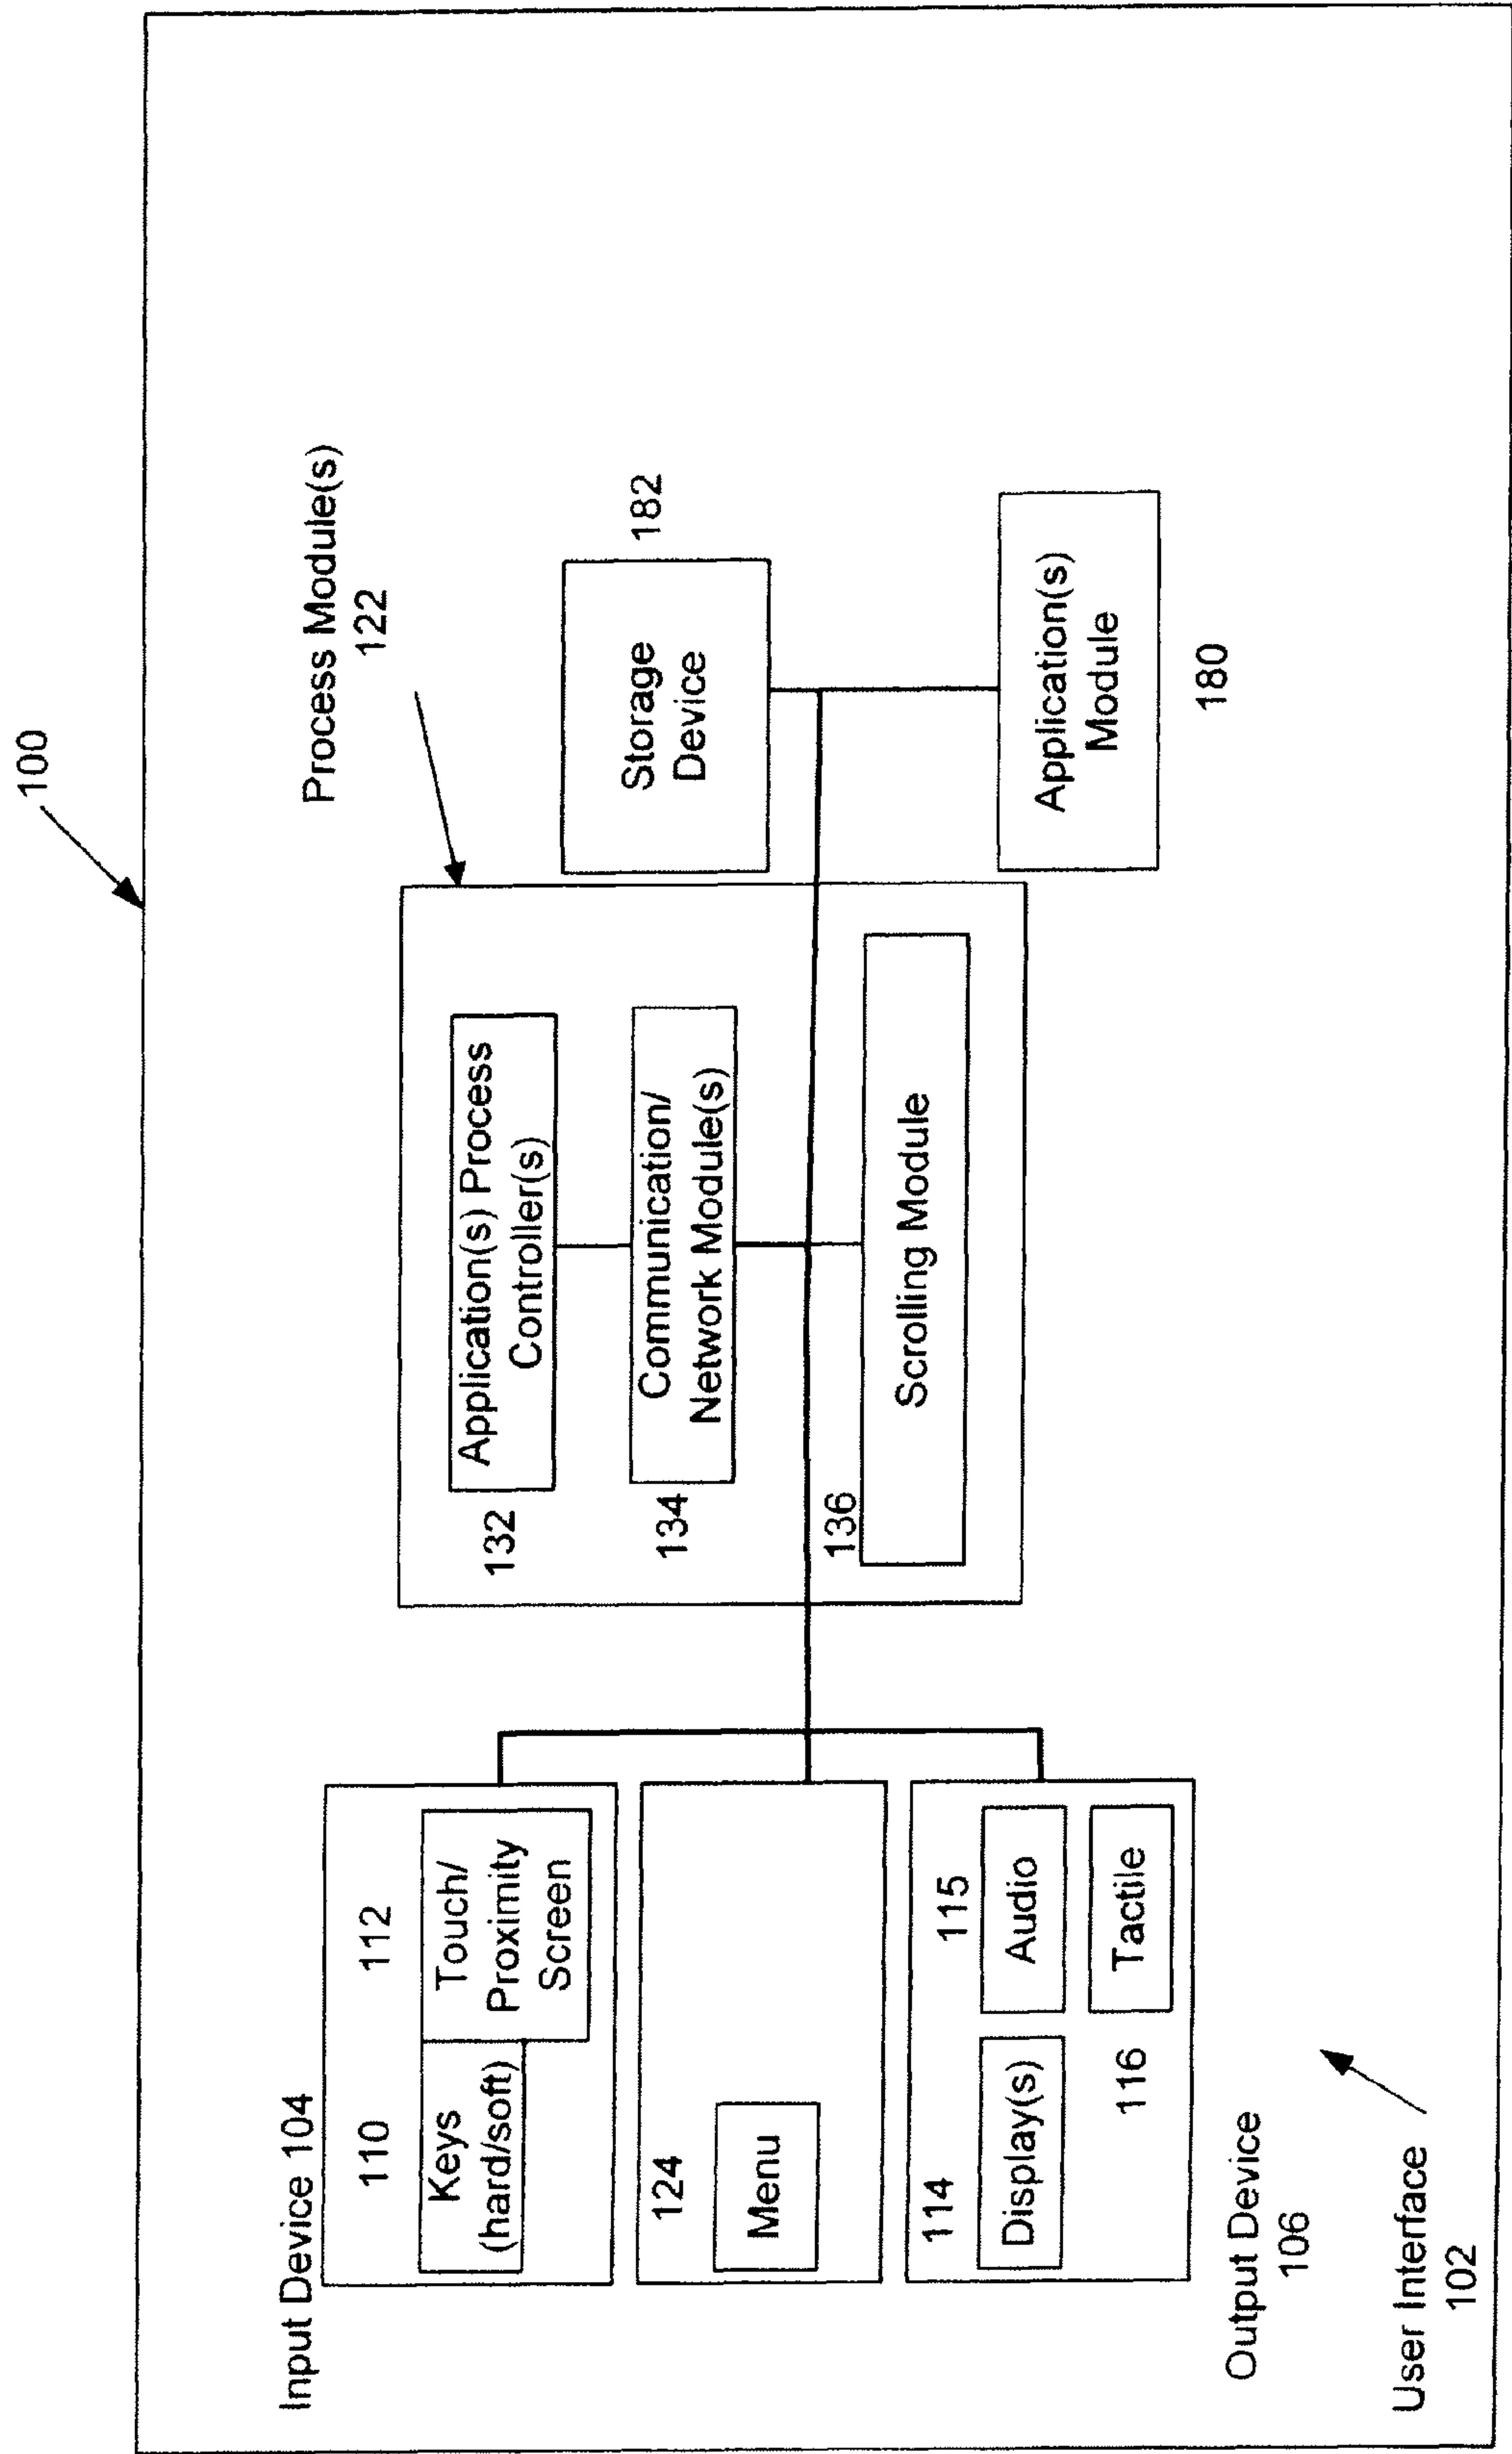 100
Process Module(s)
122
Input Device 104
110
112
Keys
(hard/soft)
Touch/
Proximity
Screen
124
Menu
114
115
Display(s)
Audio
116
Tactile
Output Device
106
User Interface
102
132
Application(s) Process
Controller(s)
134
Communication/
Network Module(s)
136
Scrolling Module
Storage
Device
182
Application(s)
Module
180